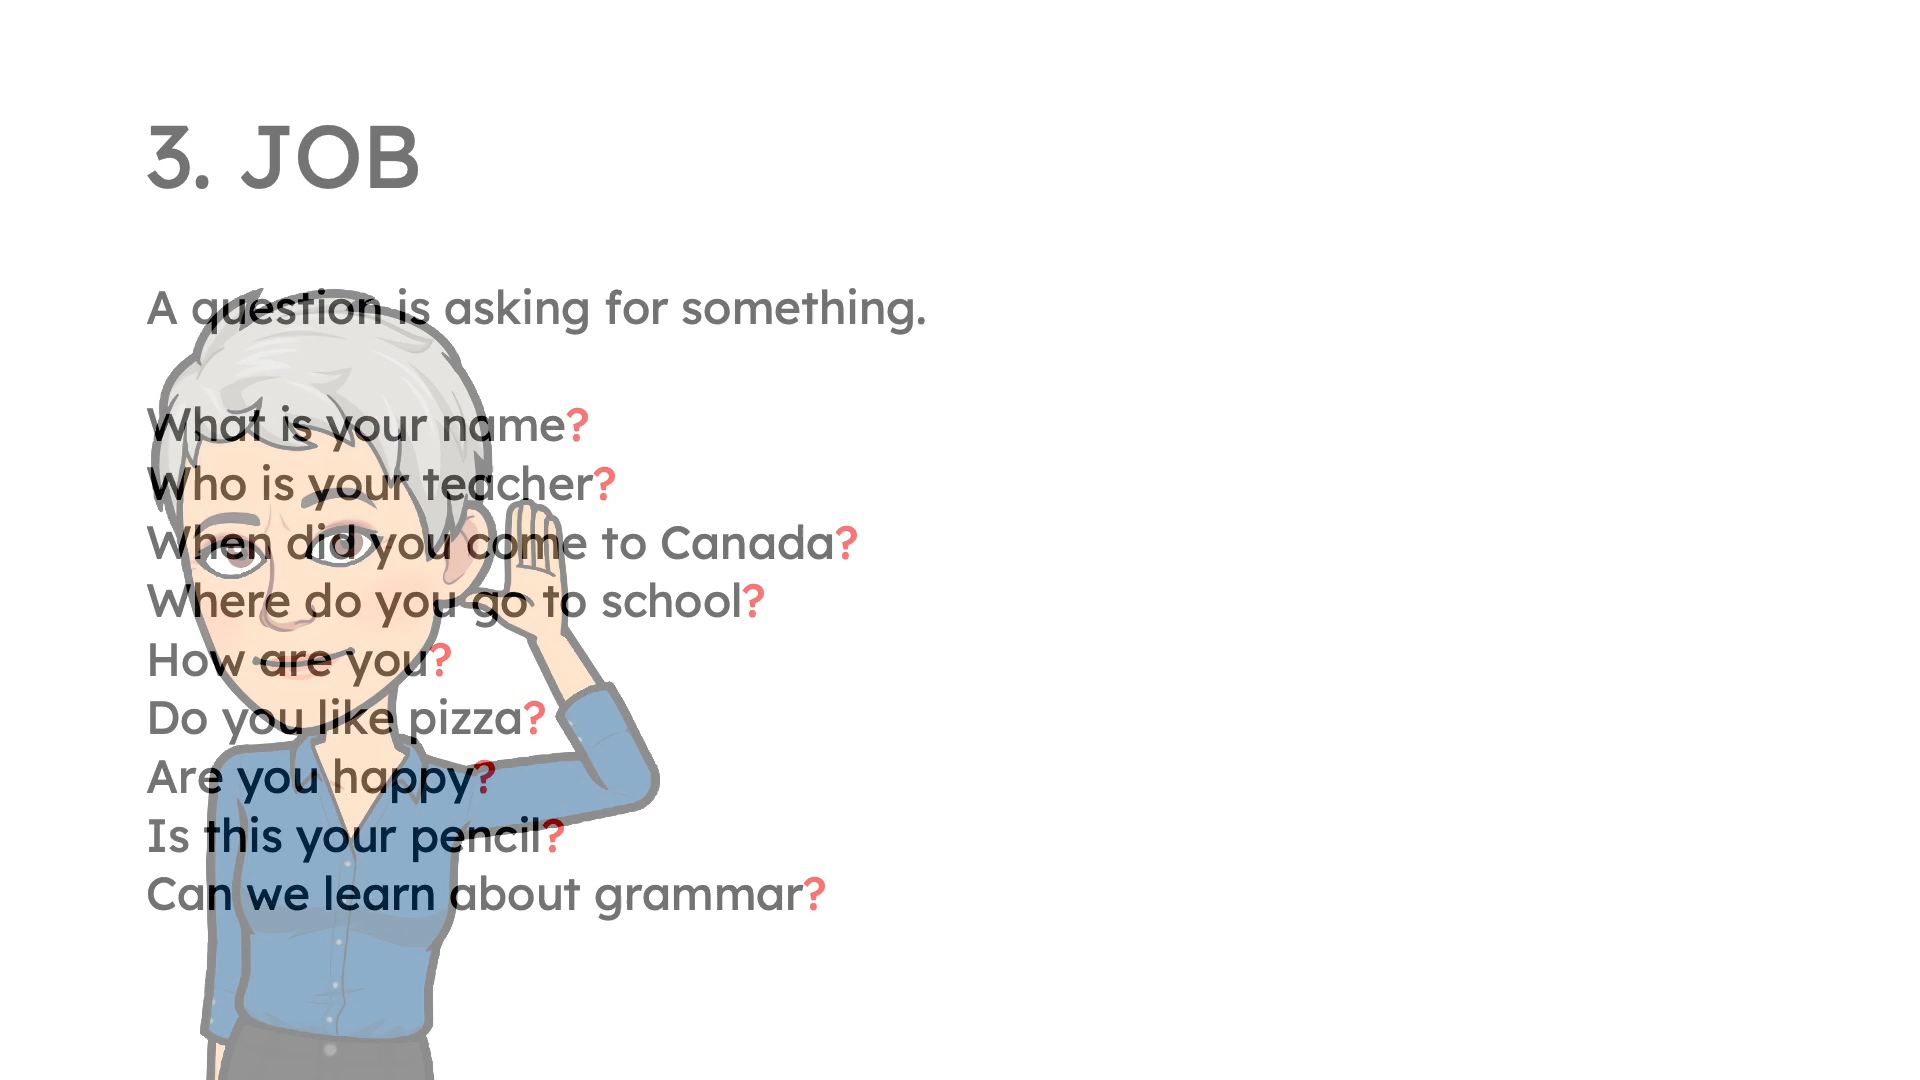 3. JOB
A question is asking for something.
What is your name?
Who is your teacher?
When did you come to Canada?
Where do you go to school?
How are you?
Do you like pizza?
Are you happy?
Is this your pencil?
Can we learn about grammar?